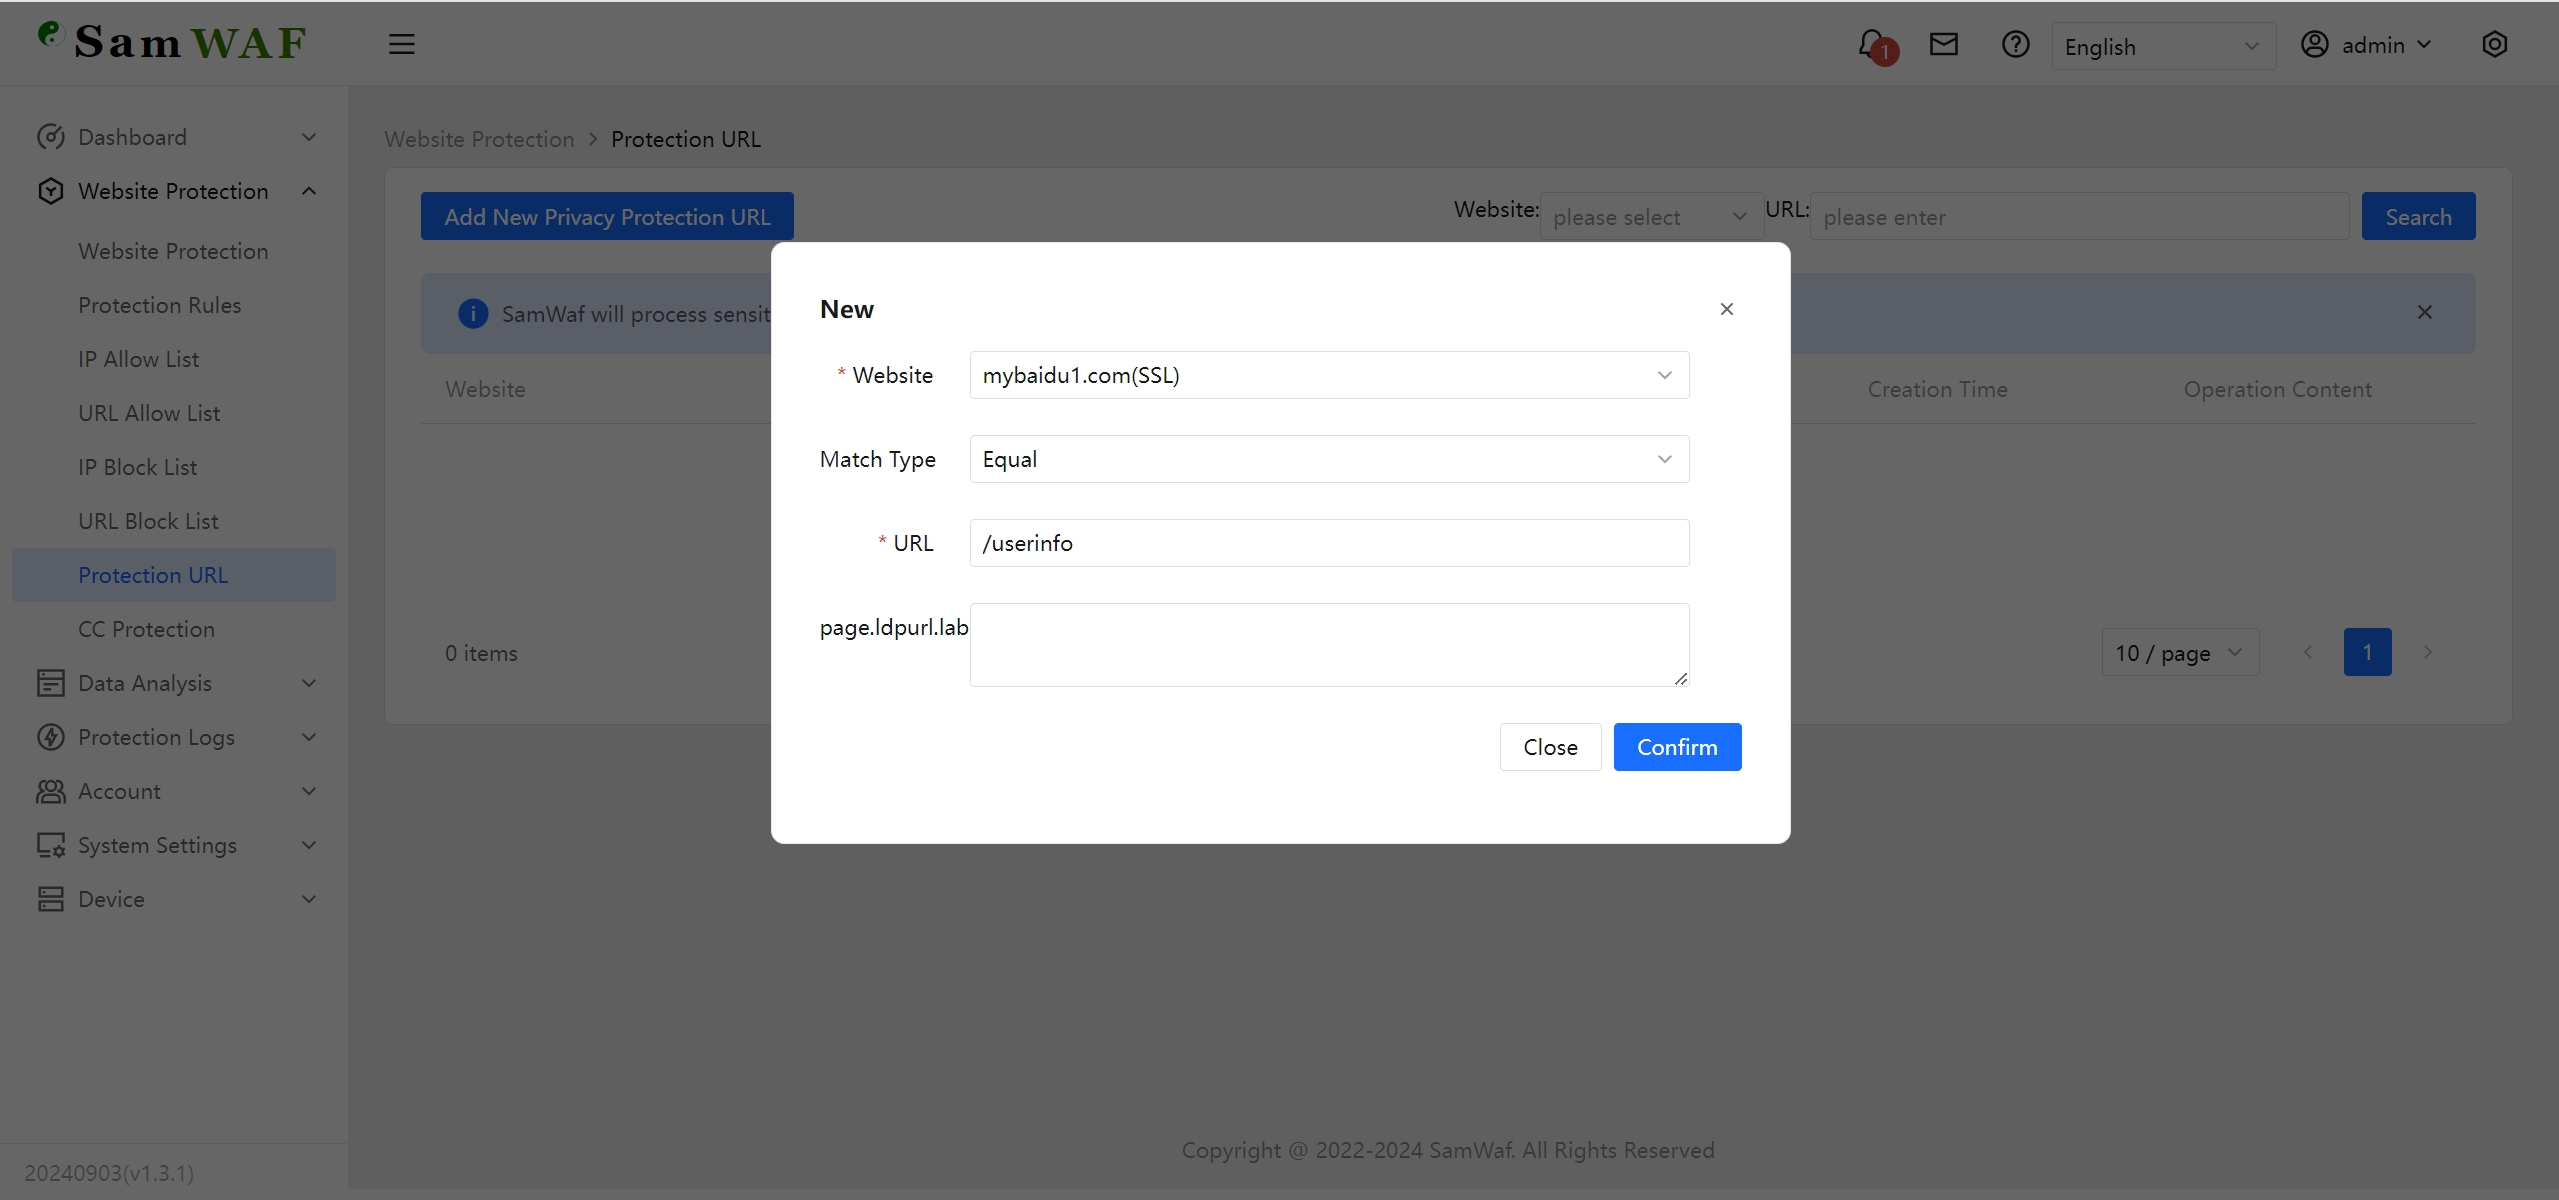 Sam WAF
1
English
admin
Dashboard
Website Protection
Website Protection
Protection Rules
IP Allow List
URL Allow List
IP Block List
URL Block List
Protection URL
CC Protection
Data Analysis
Protection Logs
Account
System Settings
Device
20240903(v1.3.1)
Website Protection > Protection URL
Add New Privacy Protection URL
Website: please select URL: please enter Search
SamWaf will process sensit
Website Creation Time Operation Content
0 items
10 / page
1
New
* Website mybaidu1.com(SSL)
Match Type Equal
* URL /userinfo
page.ldpurl.lab
Close Confirm
Copyright @ 2022-2024 SamWaf. All Rights Reserved